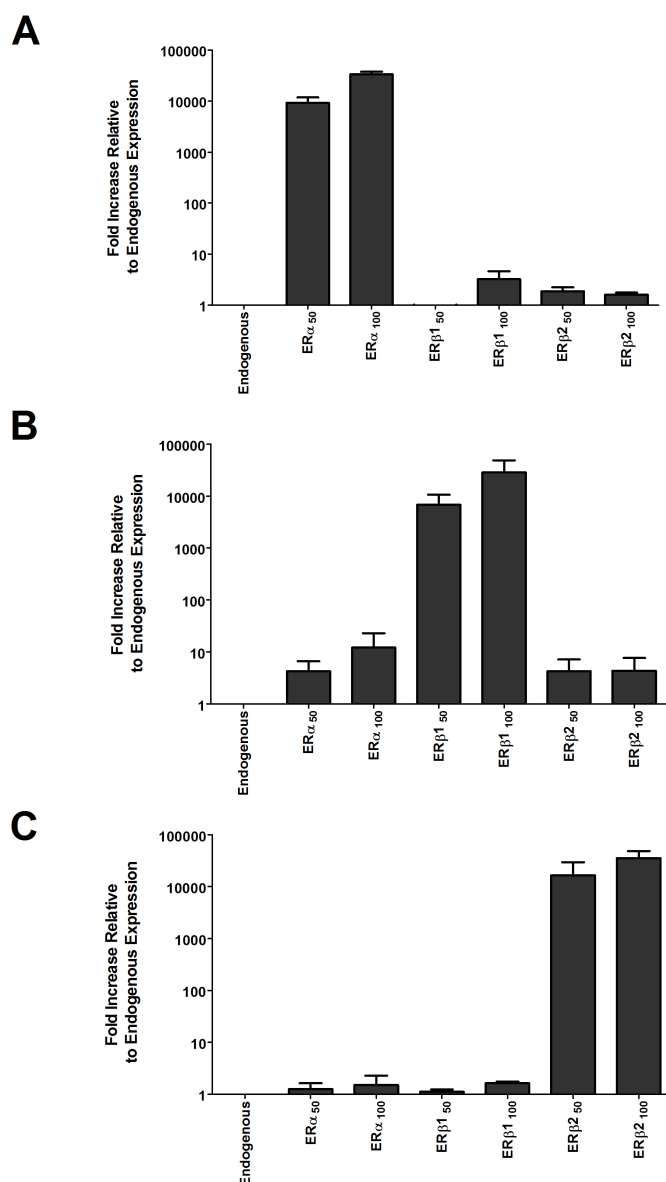 A
Fold Increase Relative
to Endogenous Expression
100000
10000
1000
100
10
1
Endogenous
ERα 50
ERα 100
ERβ1 50
ERβ1 100
ERβ2 50
ERβ2 100
B
Fold Increase Relative
to Endogenous Expression
100000
10000
1000
100
10
1
Endogenous
ERα 50
ERα 100
ERβ1 50
ERβ1 100
ERβ2 50
ERβ2 100
C
Fold Increase Relative
to Endogenous Expression
100000
10000
1000
100
10
1
Endogenous
ERα 50
ERα 100
ERβ1 50
ERβ1 100
ERβ2 50
ERβ2 100